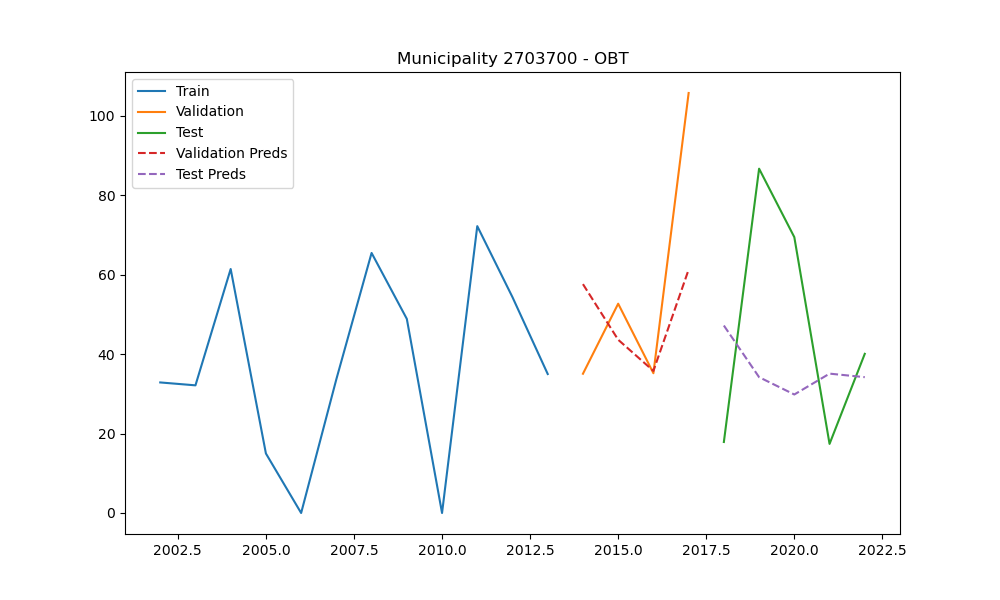 Municipality 2703700 - OBT
Train
Validation
Test
Validation Preds
Test Preds
100
80
60
40
20
0
2002.5 2005.0 2007.5 2010.0 2012.5 2015.0 2017.5 2020.0 2022.5